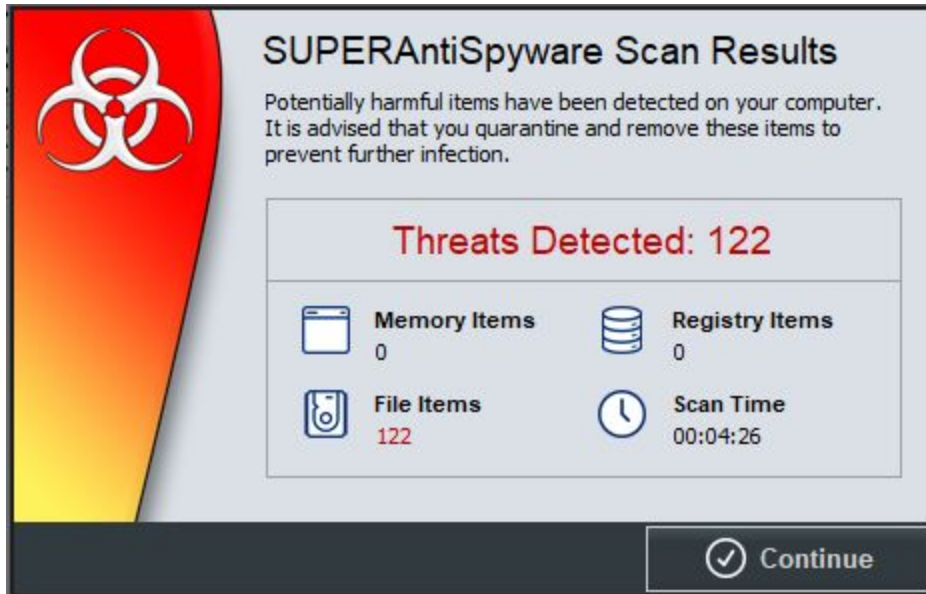 SUPERAntiSpyware Scan Results
Potentially harmful items have been detected on your computer.
It is advised that you quarantine and remove these items to
prevent further infection.
Threats Detected: 122
Memory Items
0
Registry Items
0
File Items
122
Scan Time
00:04:26
Continue